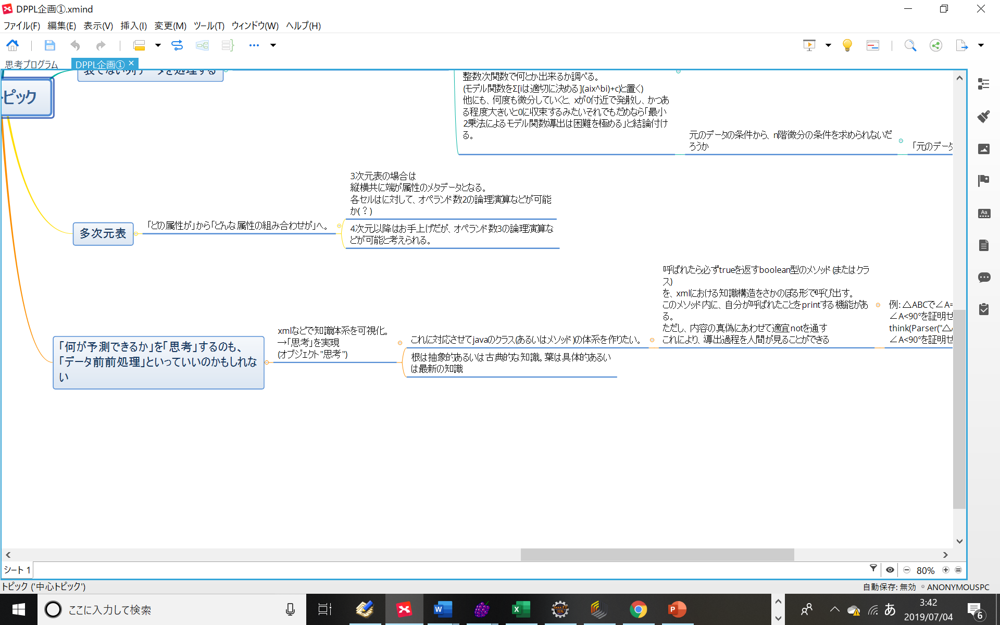 DPPL企画①.xmind
ファイル(F) 編集(E) 表示(V) 挿入(I) 変更(M) ツール(T) ウィンドウ(W) ヘルプ(H)
思考プログラム
DPPL企画①
表でない列データを処理する
トピック
整数次関数で何とか出来るか調べる。
(モデル関数をΣ[iは適切に決める](aix^bi)+c)と置く)
他にも、何度も微分していくと、xが0付近で発散し、かつあ
る程度大きいと0に収束するみたいそれでもだめなら「最小
2乗法によるモデル関数導出は困難を極める」と結論付け
る。
元のデータの条件から、n階微分の条件を求められないだ
ろうか
「元のデータ
3次元表の場合は
縦横共に端が属性のメタデータとなる。
各セルはに対して、オペランド数2の論理演算などが可能
か(？)
多次元表
「どの属性が」から「どんな属性の組み合わせが」へ。
4次元以降はお手上げだが、オペランド数3の論理演算な
どが可能と考えられる。
「何が予測できるか」を「思考」するのも、
「データ前前処理」といっていいのかもしれな
い
xmlなどで知識体系を可視化。
→「思考」を実現
(オブジェクト"思考")
これに対応させてjavaのクラス(あるいはメソッド)の体系を作りたい。
根は抽象的あるいは古典的な知識。葉は具体的あるい
は最新の知識
呼ばれたら必ずtrueを返すboolean型のメソッド(またはクラ
ス)
を、xmlにおける知識構造をさかのぼる形で呼び出す。
このメソッド内に、自分が呼ばれたことをprintする機能があ
る。
ただし、内容の真偽にあわせて適宜notを通す
これにより、導出過程を人間が見ることができる
例: △ABCで∠A=
∠A<90°を証明せ
think(Parser("△
∠A<90°を証明せ
シート 1
80%
トピック ('中心トピック')
自動保存: 無効
ANONYMOUSPC
ここに入力して検索
あ
3:42
2019/07/04
6